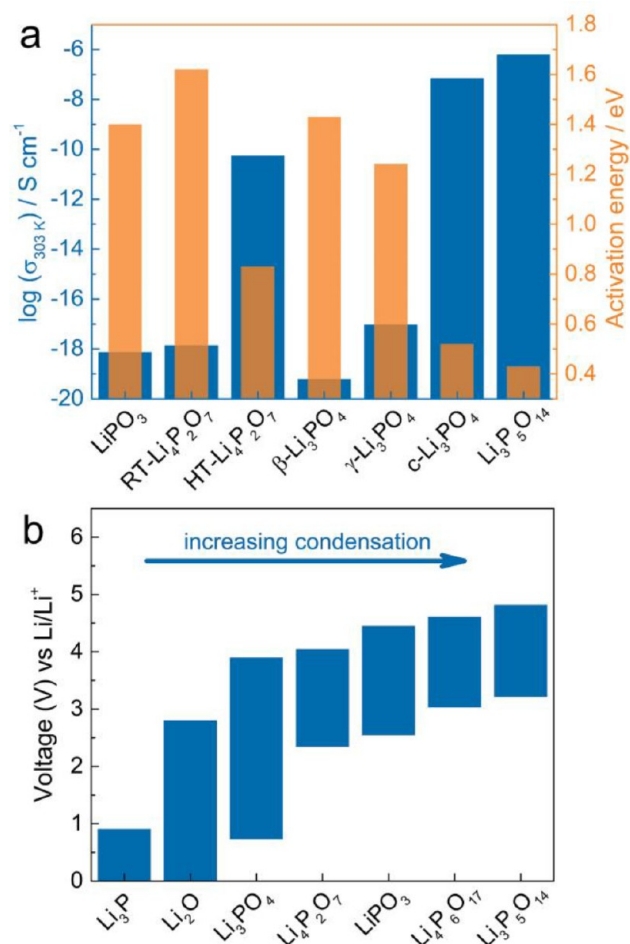 a
log (σ₃₀₃ K) / S cm⁻¹
-6
-8
-10
-12
-14
-16
-18
-20
1.8
1.6
1.4
1.2
1.0
0.8
0.6
0.4
Activation energy / eV
LiPO₃
RT-Li₄P₂O₇
HT-Li₄P₂O₇
β-Li₃PO₄
γ-Li₃PO₄
c-Li₃PO₄
Li₃P₅O₁₄
b
increasing condensation
Voltage (V) vs Li/Li⁺
6
5
4
3
2
1
0
Li₃P
Li₂O
Li₃PO₄
Li₄P₂O₇
LiPO₃
Li₄P₆O₁₇
Li₃P₅O₁₄